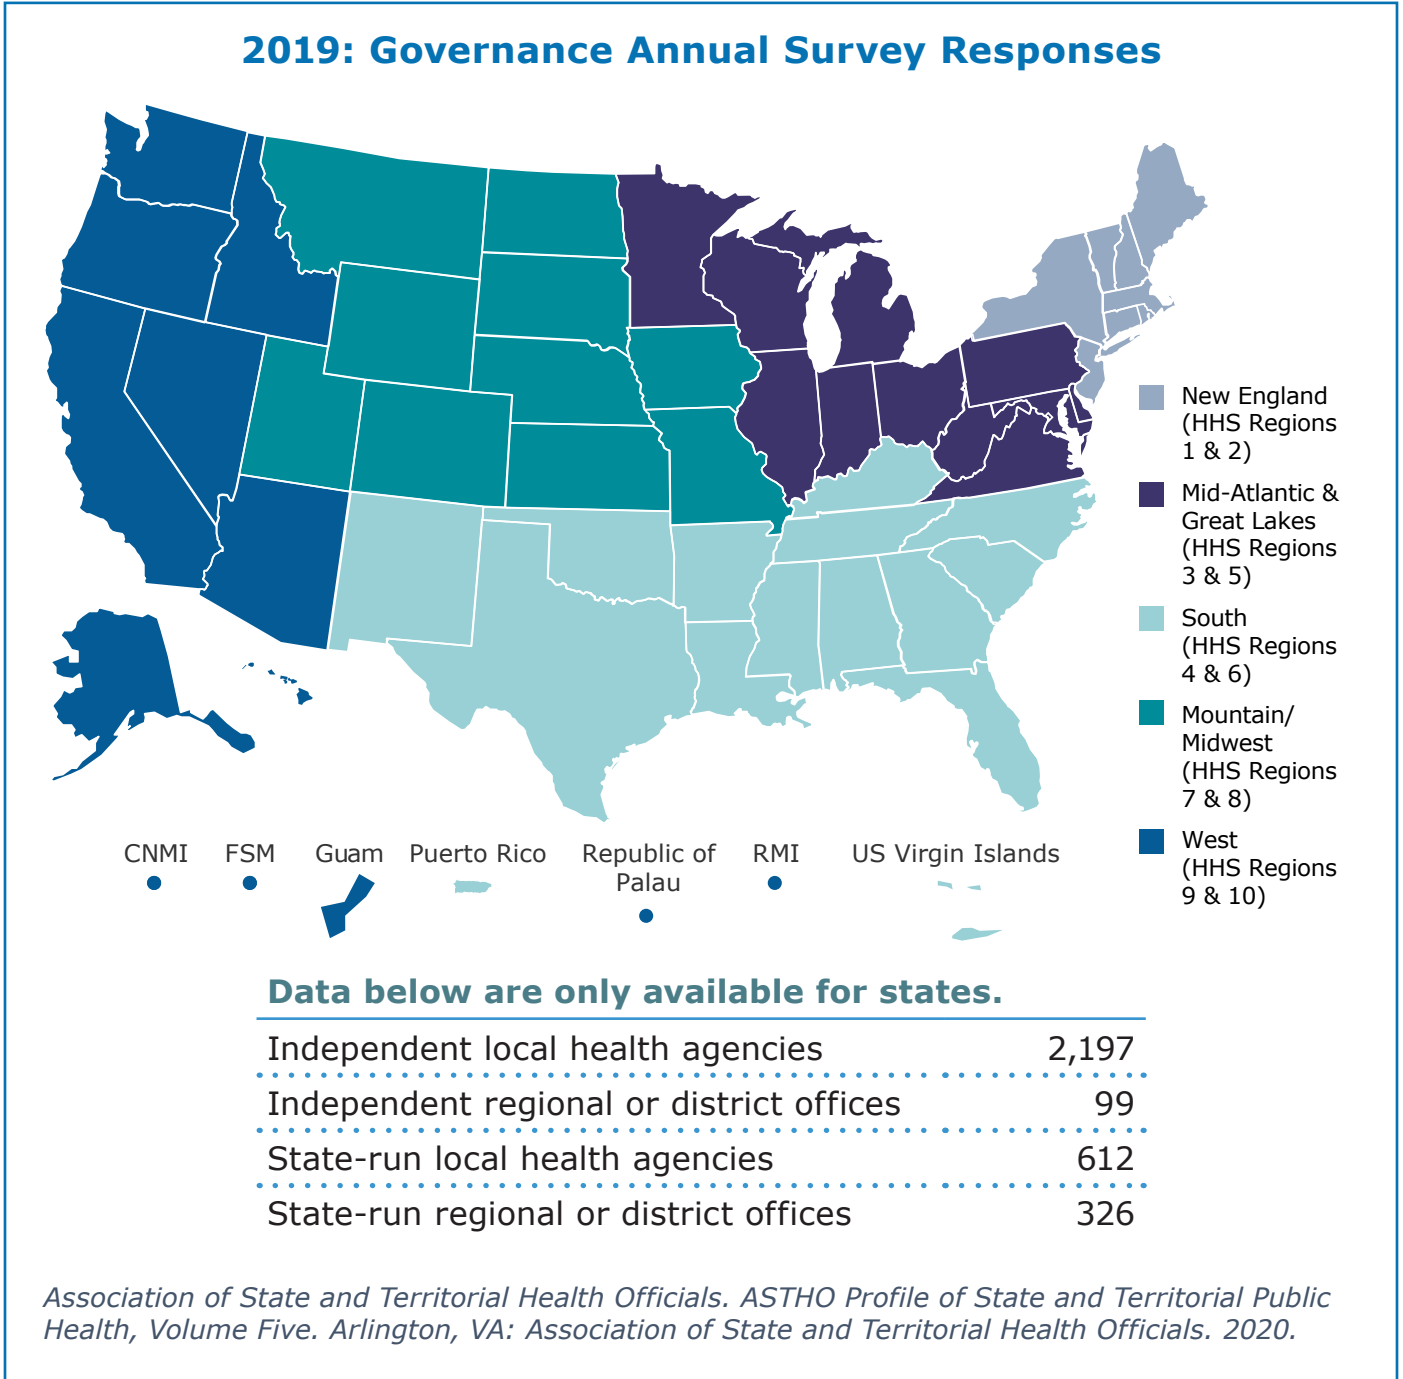 2019: Governance Annual Survey Responses
New England
(HHS Regions
1 & 2)
Mid-Atlantic &
Great Lakes
(HHS Regions
3 & 5)
South
(HHS Regions
4 & 6)
Mountain/
Midwest
(HHS Regions
7 & 8)
West
(HHS Regions
9 & 10)
CNMI
FSM
Guam
Puerto Rico
Republic of
Palau
RMI
US Virgin Islands
Data below are only available for states.
Independent local health agencies 2,197
Independent regional or district offices 99
State-run local health agencies 612
State-run regional or district offices 326
Association of State and Territorial Health Officials. ASTHO Profile of State and Territorial Public
Health, Volume Five. Arlington, VA: Association of State and Territorial Health Officials. 2020.